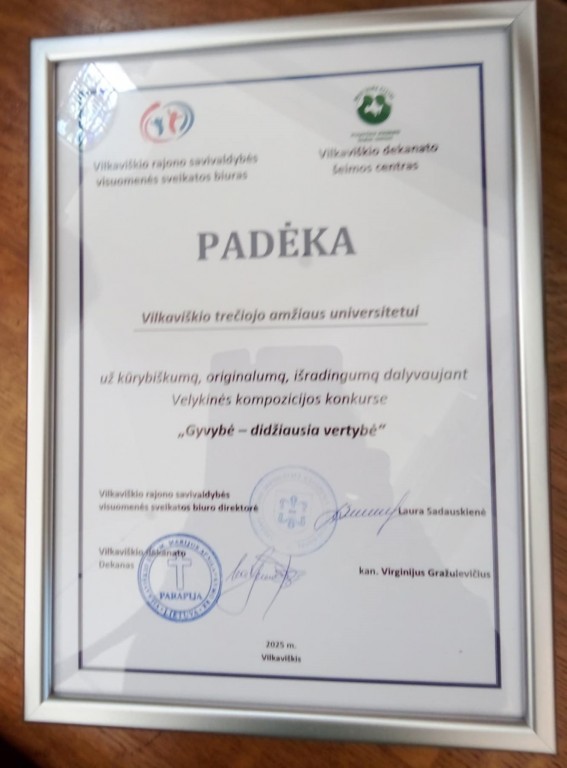 Vilkaviškio rajono savivaldybės
visuomenės sveikatos biuras
Vilkaviškio dekanato
šeimos centras
PADĖKA
Vilkaviškio trečiojo amžiaus universitetui
už kūrybiškumą, originalumą, išradingumą dalyvaujant
Velykinės kompozicijos konkurse
„Gyvybė – didžiausia vertybė“
Vilkaviškio rajono savivaldybės
visuomenės sveikatos biuro direktorė
Laura Sadauskienė
Vilkaviškio dekanato
Dekanas
kan. Virginijus Gražulevičius
PARAPIJA
LIETUVA
2025 m.
Vilkaviškis